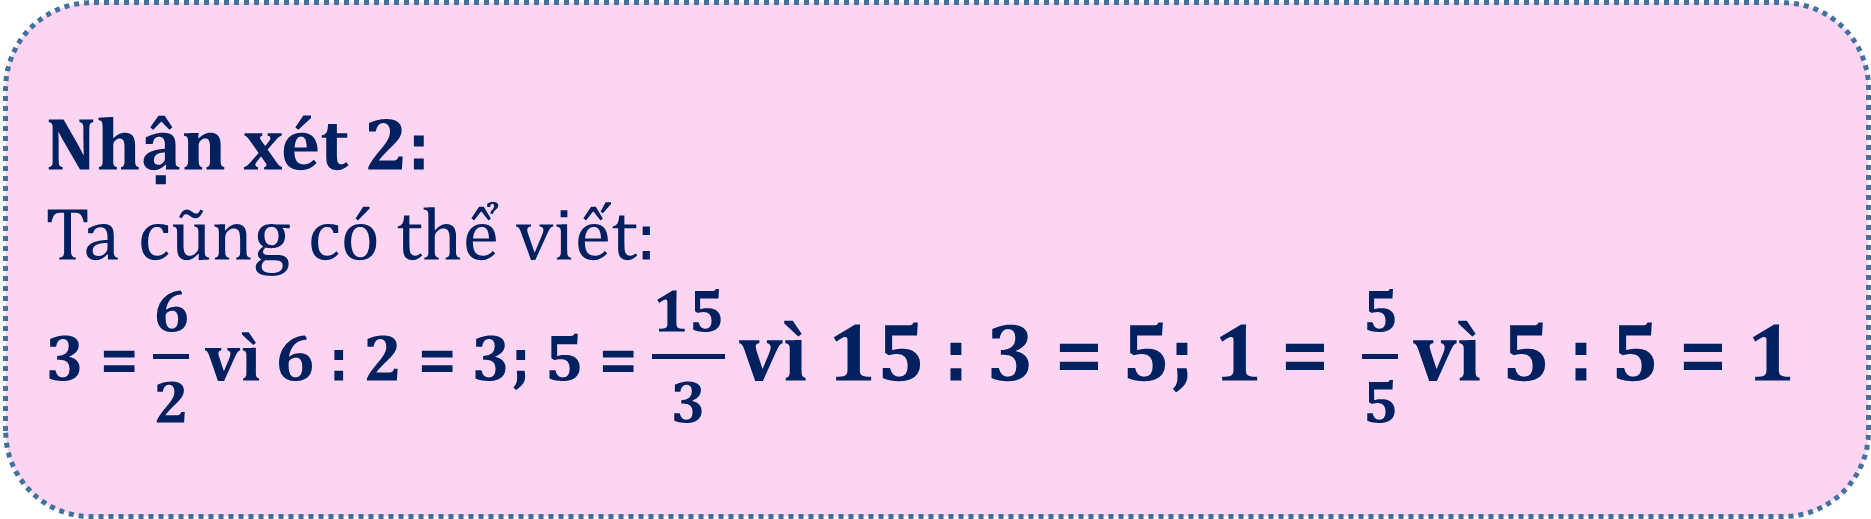 Nhận xét 2:
Ta cũng có thể viết:
3 = 6/2 vì 6 : 2 = 3; 5 = 15/3 vì 15 : 3 = 5; 1 = 5/5 vì 5 : 5 = 1